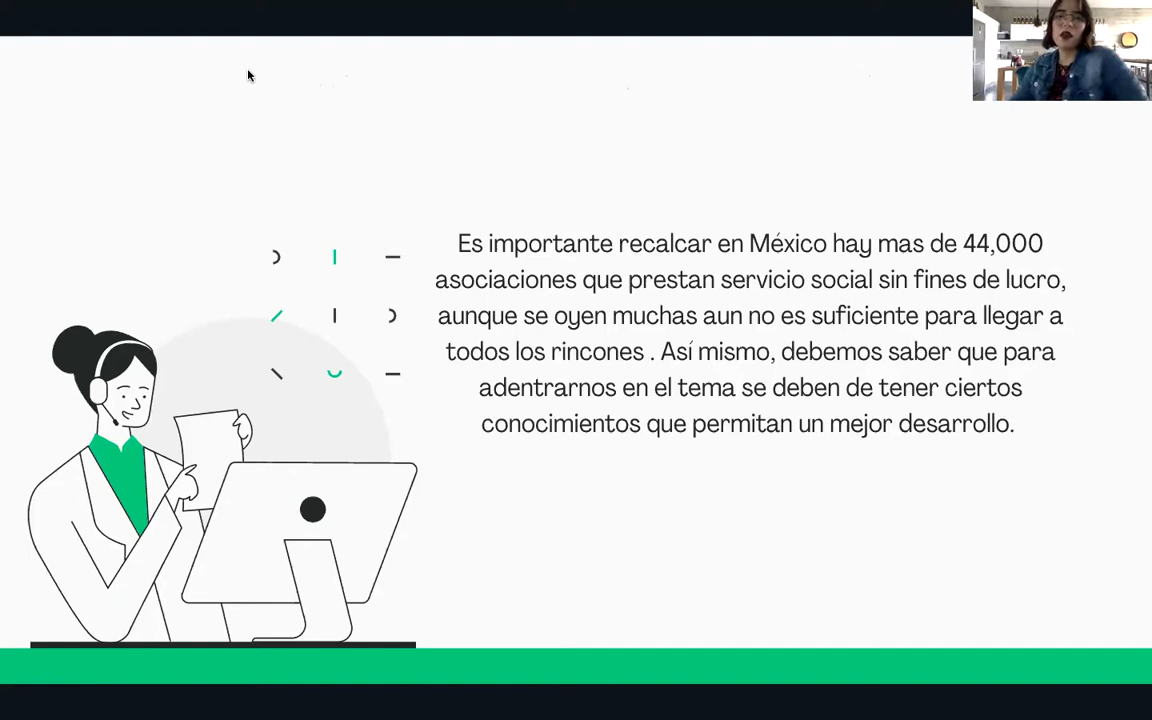 Es importante recalcar en México hay mas de 44,000
asociaciones que prestan servicio social sin fines de lucro,
aunque se oyen muchas aun no es suficiente para llegar a
todos los rincones . Así mismo, debemos saber que para
adentrarnos en el tema se deben de tener ciertos
conocimientos que permitan un mejor desarrollo.